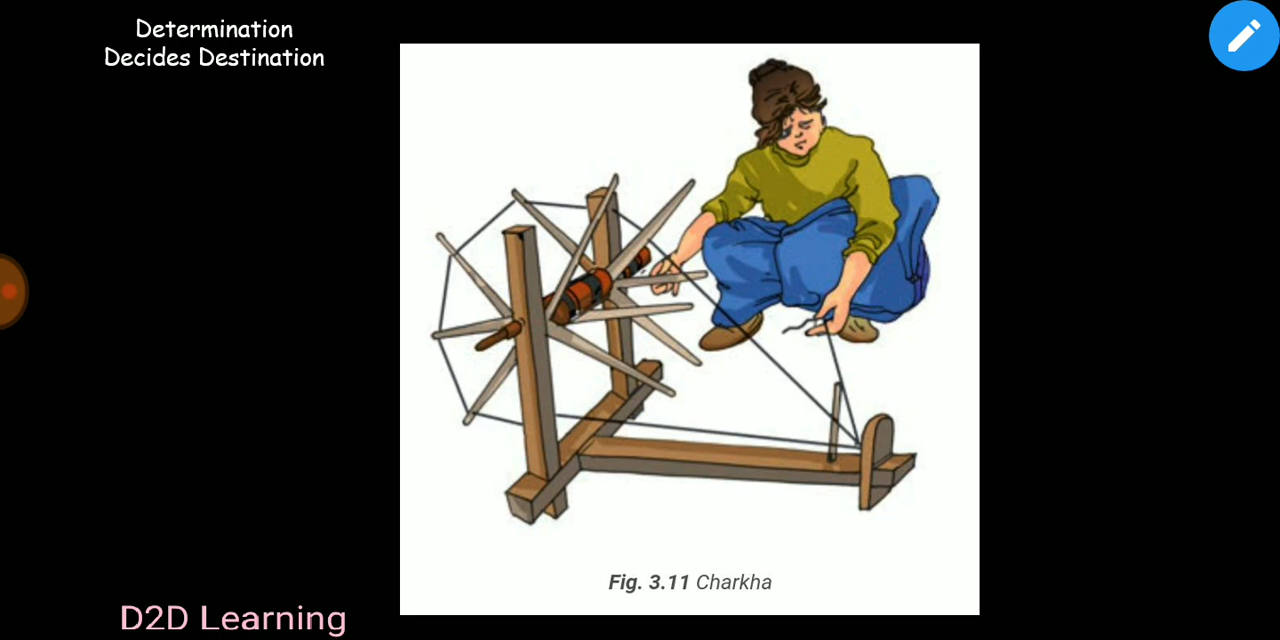 Determination
Decides Destination
Fig. 3.11 Charkha
D2D Learning